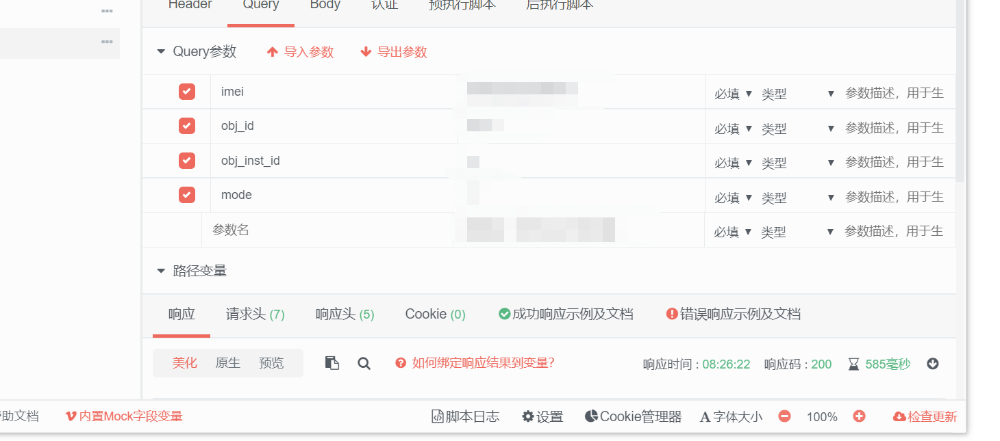 Header Query Body 认证 预执行脚本 后执行脚本
Query参数 导入参数 导出参数
imei 必填 类型 参数描述，用于生
obj_id 必填 类型 参数描述，用于生
obj_inst_id 必填 类型 参数描述，用于生
mode 必填 类型 参数描述，用于生
参数名 必填 类型 参数描述，用于生
路径变量
响应 请求头 (7) 响应头 (5) Cookie (0) 成功响应示例及文档 错误响应示例及文档
美化 原生 预览 如何绑定响应结果到变量? 响应时间 : 08:26:22 响应码 : 200 585毫秒
助文档 内置Mock字段变量 脚本日志 设置 Cookie管理器 字体大小 100% 检查更新